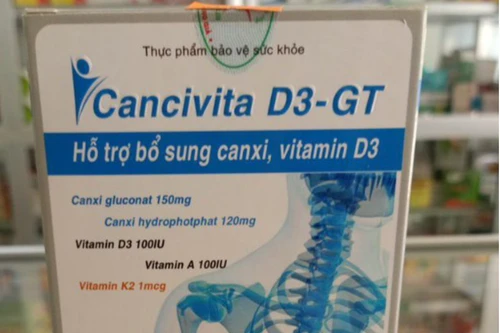 Thực phẩm bảo vệ sức khỏe
Cancivita D3-GT
Hỗ trợ bổ sung canxi, vitamin D3
Canxi gluconat 150mg
Canxi hydrophotphat 120mg
Vitamin D3 100IU
Vitamin A 100IU
Vitamin K2 1mcg